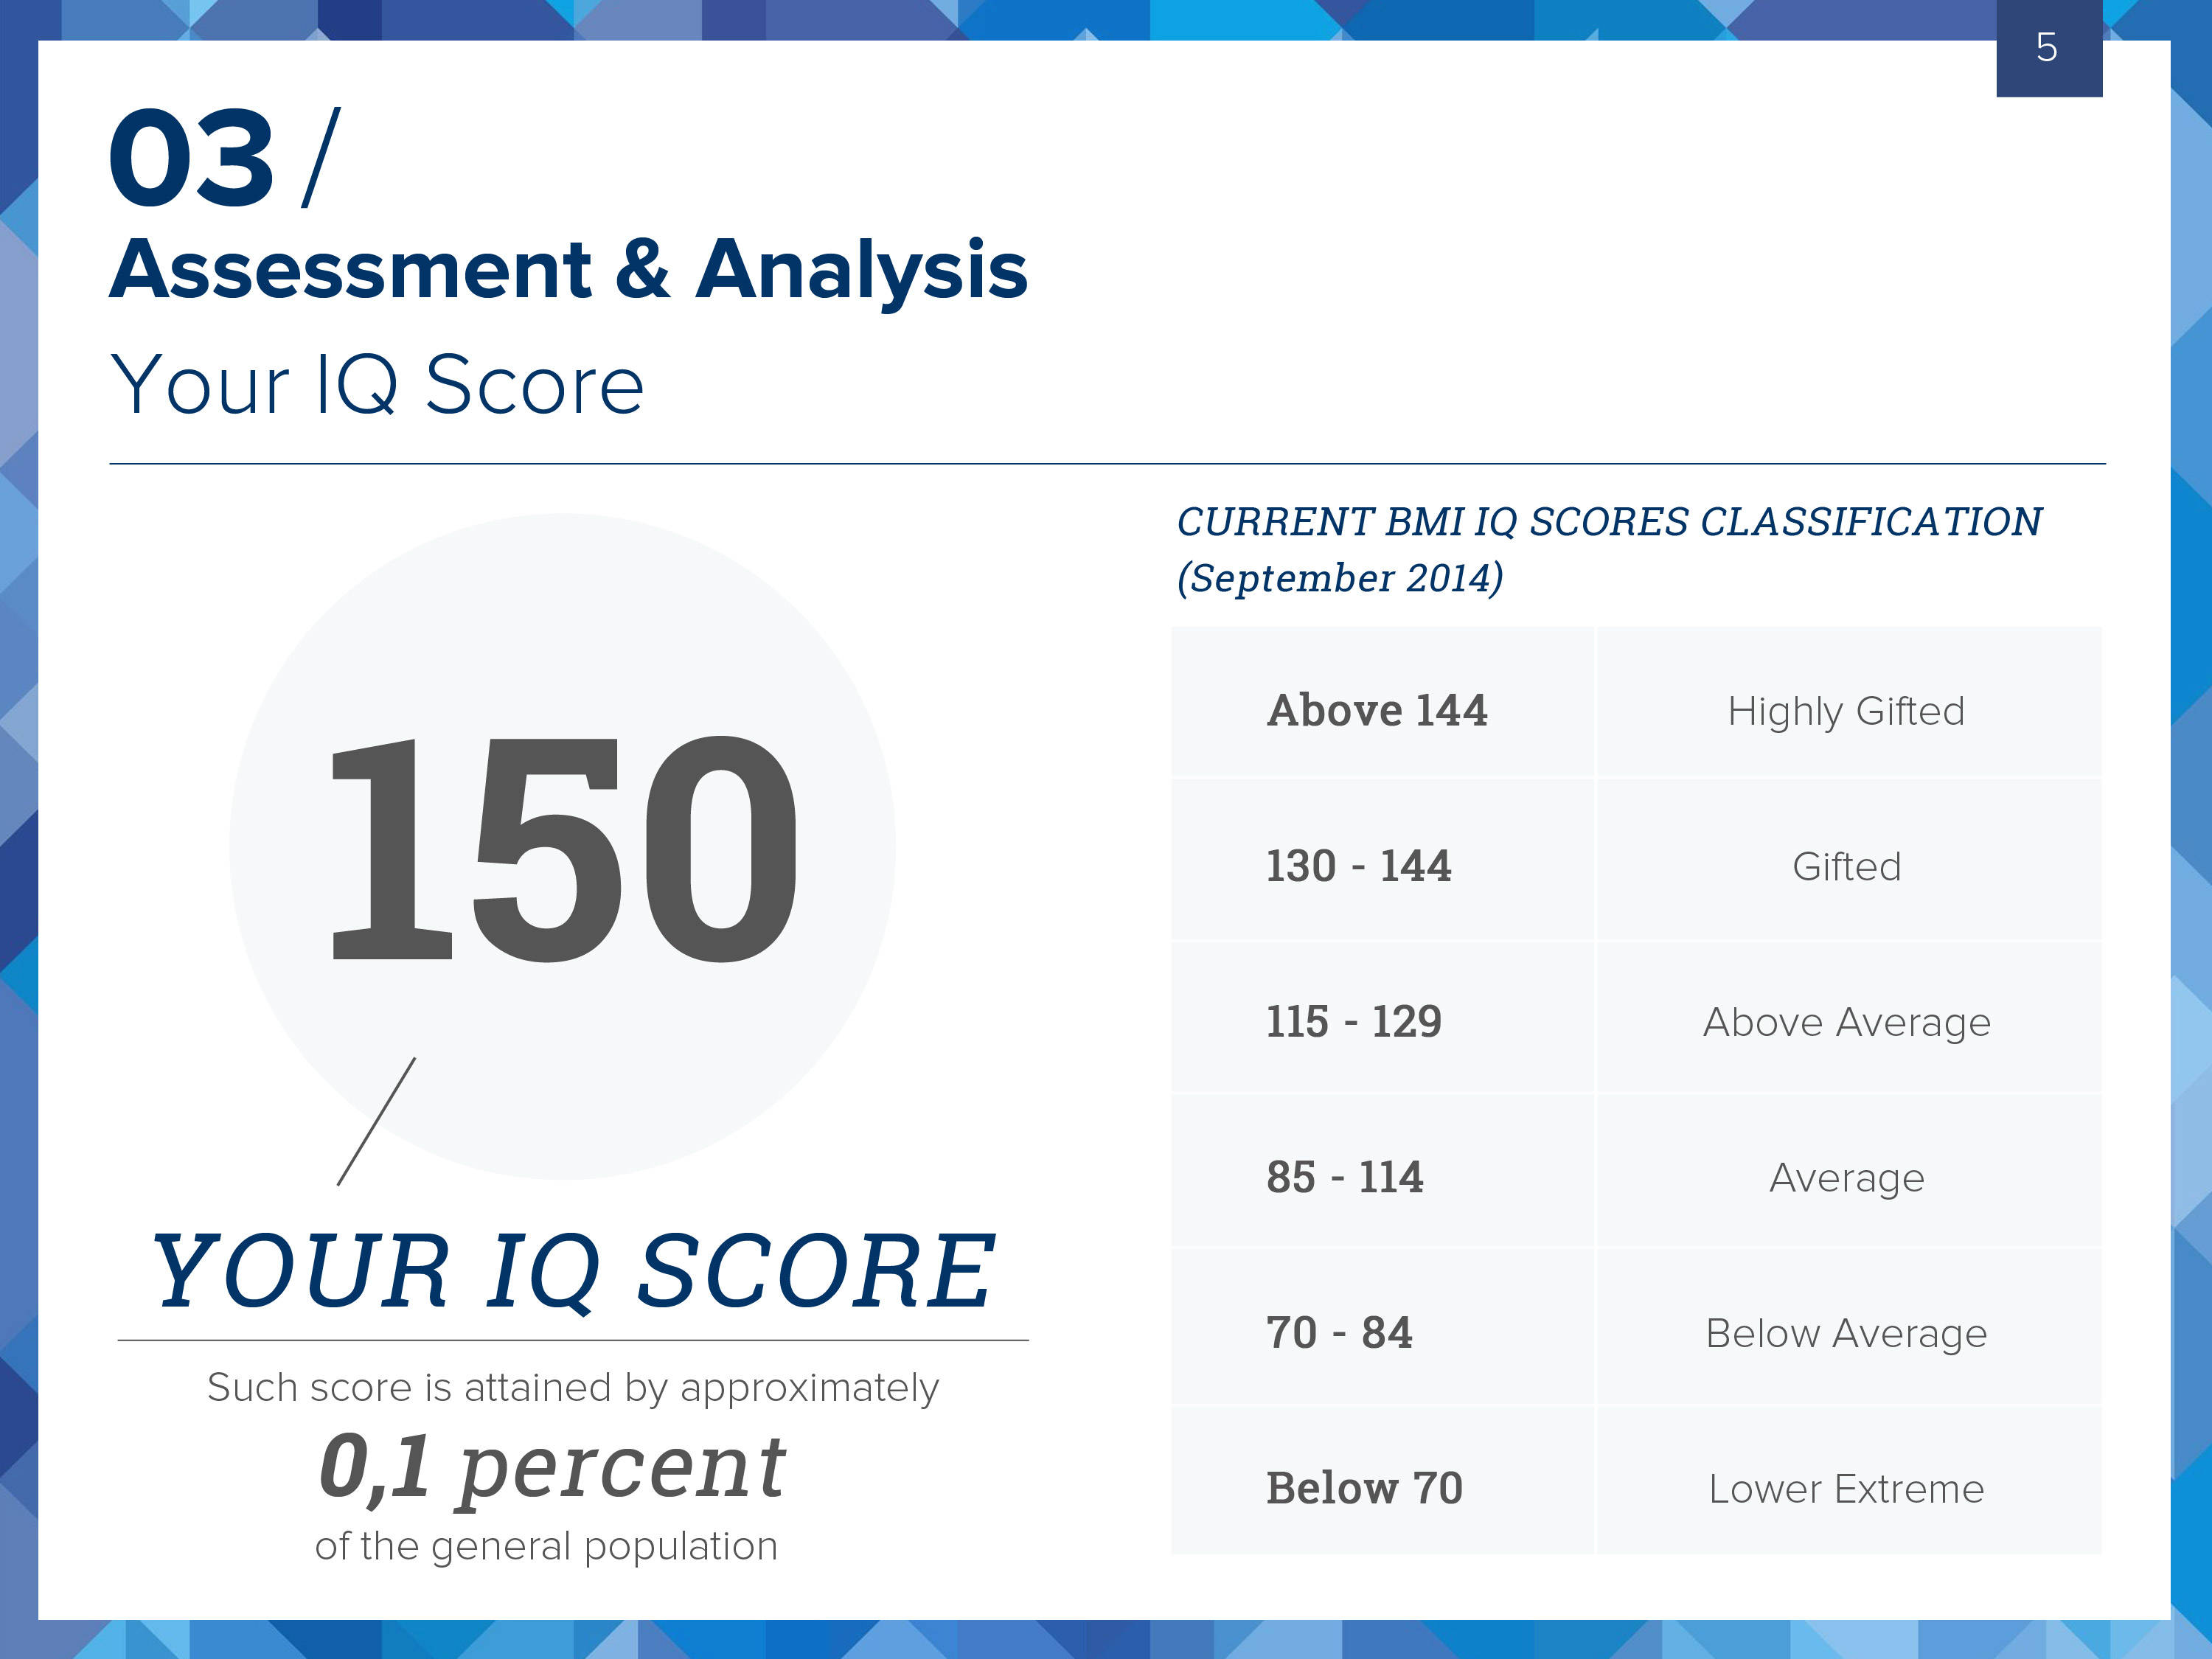 5
03 /
Assessment & Analysis
Your IQ Score
150
YOUR IQ SCORE
Such score is attained by approximately
0,1 percent
of the general population
CURRENT BMI IQ SCORES CLASSIFICATION
(September 2014)
Above 144 Highly Gifted
130 - 144 Gifted
115 - 129 Above Average
85 - 114 Average
70 - 84 Below Average
Below 70 Lower Extreme